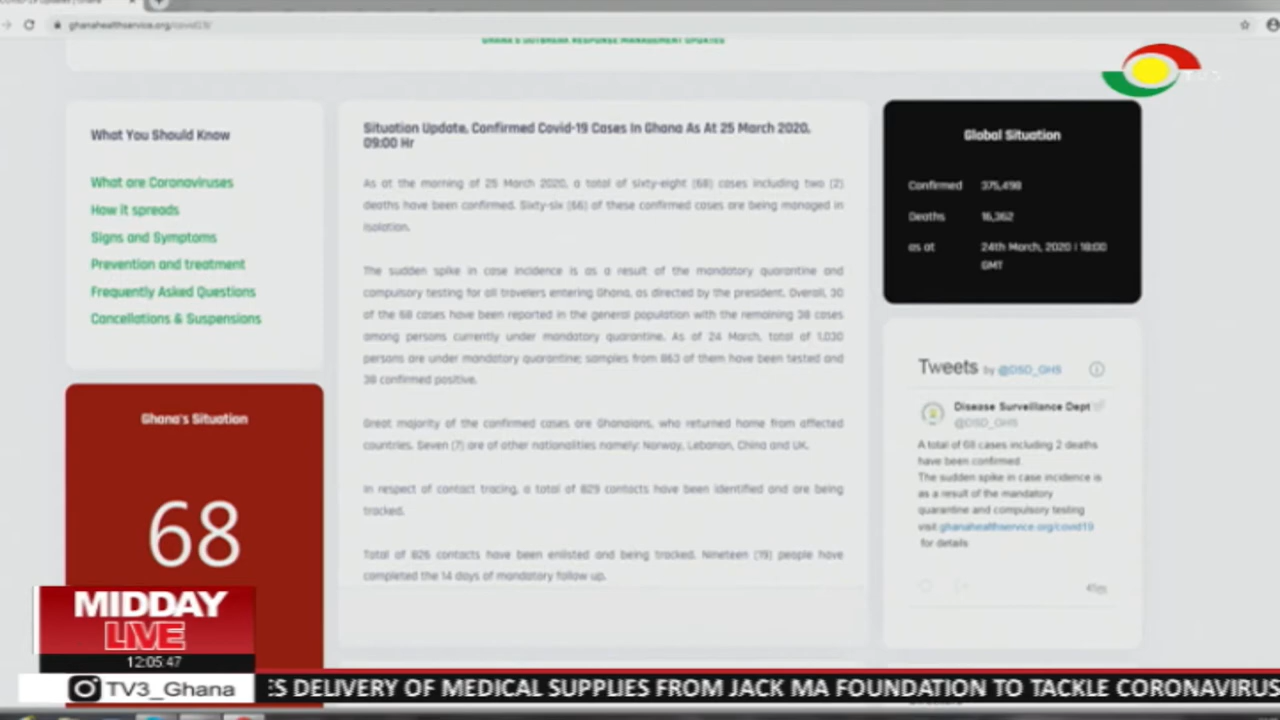 ghanahealthservice.org/covid19/
GHANA'S OUTBREAK RESPONSE MANAGEMENT UPDATES
TV3
What You Should Know
What are Coronaviruses
How it spreads
Signs and Symptoms
Prevention and treatment
Frequently Asked Questions
Cancellations & Suspensions
Ghana's Situation
68
Situation Update, Confirmed Covid-19 Cases In Ghana As At 25 March 2020,
09:00 Hr
As at the morning of 25 March 2020, a total of sixty-eight (68) cases including two (2)
deaths have been confirmed. Sixty-six (66) of these confirmed cases are being managed in
isolation.
The sudden spike in case incidence is as a result of the mandatory quarantine and
compulsory testing for all travelers entering Ghana, as directed by the president. Overall, 30
of the 68 cases have been reported in the general population with the remaining 38 cases
among persons currently under mandatory quarantine. As of 24 March, total of 1,030
persons are under mandatory quarantine; samples from 863 of them have been tested and
38 confirmed positive.
Great majority of the confirmed cases are Ghanaians, who returned home from affected
countries. Seven (7) are of other nationalities namely: Norway, Lebanon, China and UK.
In respect of contact tracing, a total of 829 contacts have been identified and are being
tracked.
Total of 826 contacts have been enlisted and being tracked. Nineteen (19) people have
completed the 14 days of mandatory follow up.
Global Situation
Confirmed 375,498
Deaths 16,362
as at 24th March, 2020 | 18:00
GMT
Tweets by @DSD_GHS
Disease Surveillance Dept
@DSD_GHS
A total of 68 cases including 2 deaths
have been confirmed.
The sudden spike in case incidence is
as a result of the mandatory
quarantine and compulsory testing
visit ghanahealthservice.org/covid19
for details
MIDDAY
LIVE
12:05:47
TV3_Ghana
ES DELIVERY OF MEDICAL SUPPLIES FROM JACK MA FOUNDATION TO TACKLE CORONAVIRUS